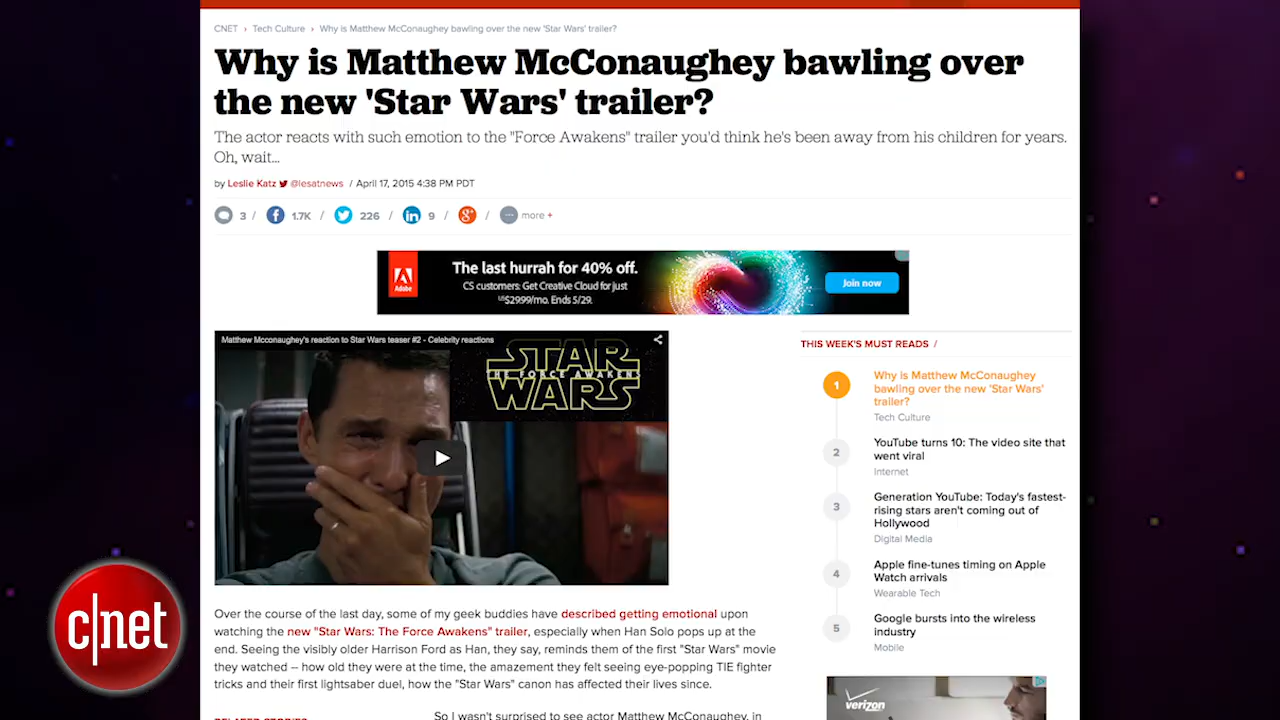 CNET › Tech Culture › Why is Matthew McConaughey bawling over the new 'Star Wars' trailer?
Why is Matthew McConaughey bawling over
the new 'Star Wars' trailer?
The actor reacts with such emotion to the "Force Awakens" trailer you'd think he's been away from his children for years.
Oh, wait...
by Leslie Katz @lesatnews / April 17, 2015 4:38 PM PDT
3 / f 1.7K / 226 / in 9 / g+ / more +
Adobe
The last hurrah for 40% off.
CS customers: Get Creative Cloud for just
US$29.99/mo. Ends 5/29.
Join now
Matthew Mcconaughey's reaction to Star Wars teaser #2 - Celebrity reactions
STAR
THE FORCE AWAKENS
WARS
THIS WEEK'S MUST READS /
1
Why is Matthew McConaughey
bawling over the new 'Star Wars'
trailer?
Tech Culture
2
YouTube turns 10: The video site that
went viral
Internet
3
Generation YouTube: Today's fastest-
rising stars aren't coming out of
Hollywood
Digital Media
4
Apple fine-tunes timing on Apple
Watch arrivals
Wearable Tech
5
Google bursts into the wireless
industry
Mobile
verizon
Over the course of the last day, some of my geek buddies have described getting emotional upon
watching the new "Star Wars: The Force Awakens" trailer, especially when Han Solo pops up at the
end. Seeing the visibly older Harrison Ford as Han, they say, reminds them of the first "Star Wars" movie
they watched -- how old they were at the time, the amazement they felt seeing eye-popping TIE fighter
tricks and their first lightsaber duel, how the "Star Wars" canon has affected their lives since.
RELATED STORIES
So I wasn't surprised to see actor Matthew McConaughey, in
c|net